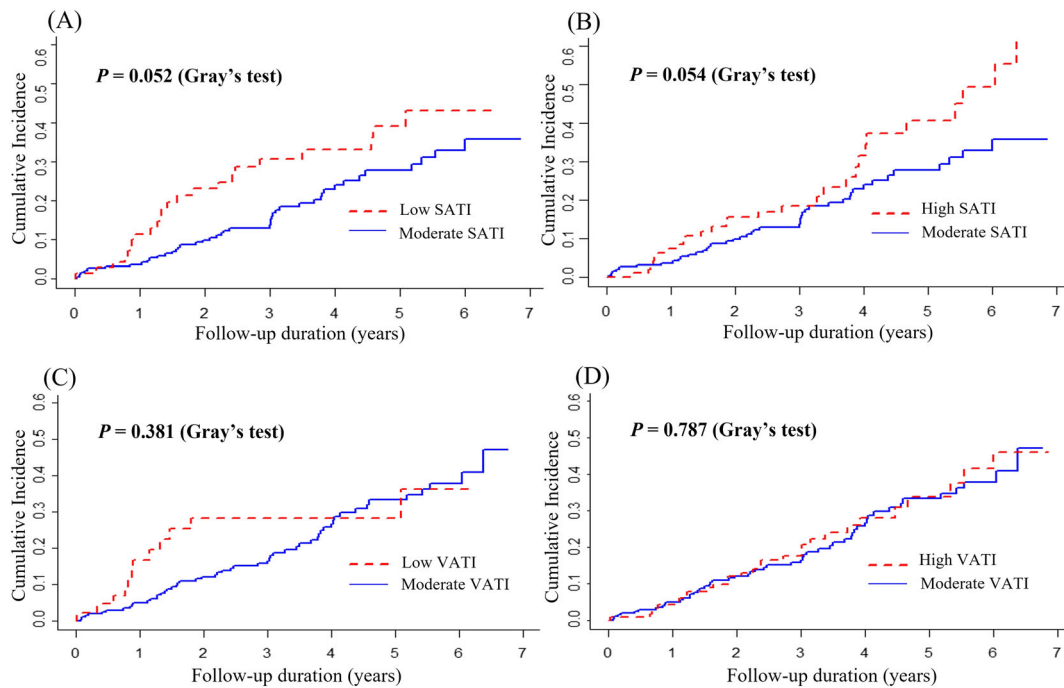 (A)
P = 0.052 (Gray's test)
Cumulative Incidence
0.0 0.1 0.2 0.3 0.4 0.5 0.6
Low SATI
Moderate SATI
0 1 2 3 4 5 6 7
Follow-up duration (years)
(B)
P = 0.054 (Gray's test)
Cumulative Incidence
0.0 0.1 0.2 0.3 0.4 0.5 0.6
High SATI
Moderate SATI
0 1 2 3 4 5 6 7
Follow-up duration (years)
(C)
P = 0.381 (Gray's test)
Cumulative Incidence
0.0 0.1 0.2 0.3 0.4 0.5 0.6
Low VATI
Moderate VATI
0 1 2 3 4 5 6 7
Follow-up duration (years)
(D)
P = 0.787 (Gray's test)
Cumulative Incidence
0.0 0.1 0.2 0.3 0.4 0.5 0.6
High VATI
Moderate VATI
0 1 2 3 4 5 6 7
Follow-up duration (years)